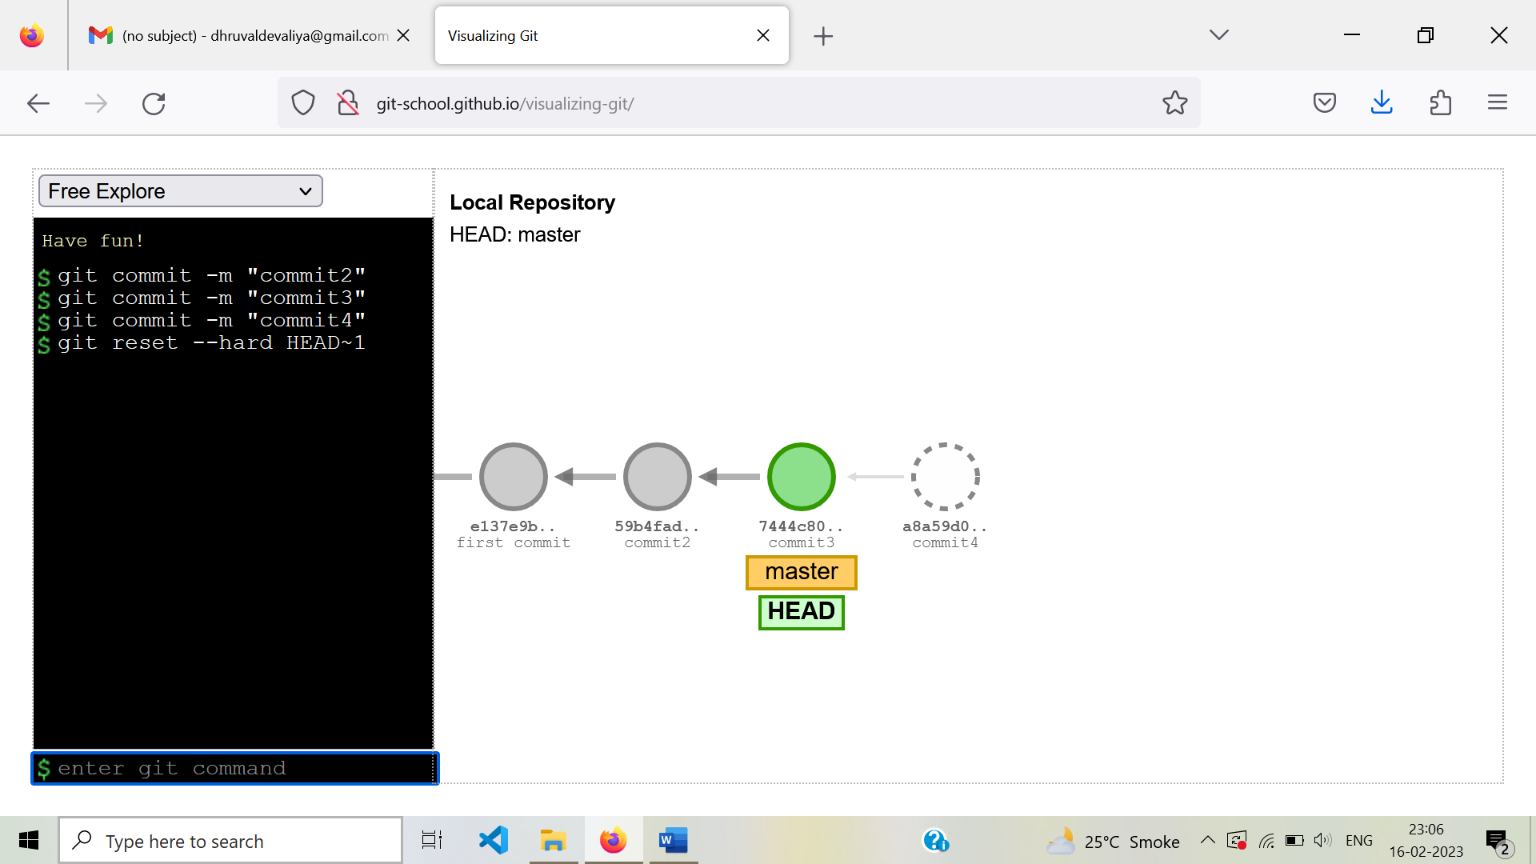 (no subject) - dhruvaldevaliya@gmail.com
Visualizing Git
git-school.github.io/visualizing-git/
Free Explore
Have fun!
$ git commit -m "commit2"
$ git commit -m "commit3"
$ git commit -m "commit4"
$ git reset --hard HEAD~1
$ enter git command
Local Repository
HEAD: master
e137e9b..
first commit
59b4fad..
commit2
7444c80..
commit3
a8a59d0..
commit4
master
HEAD
Type here to search
25°C Smoke
ENG
23:06
16-02-2023
2